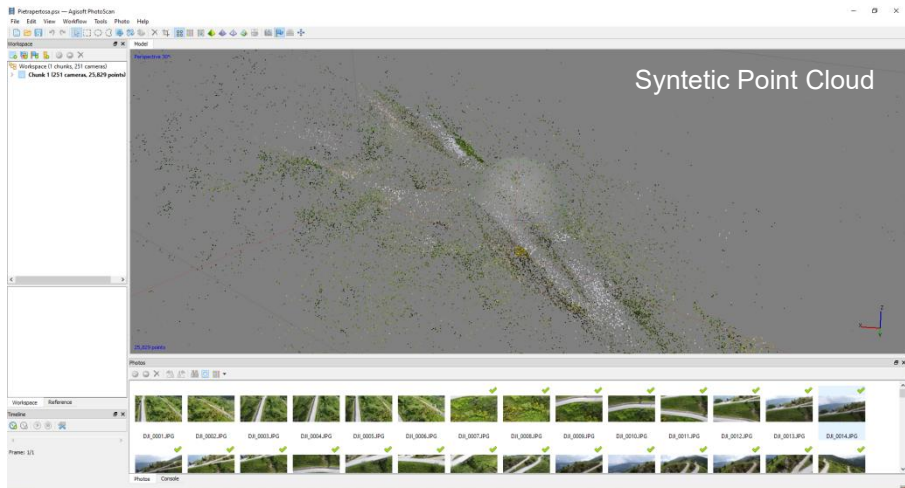 Pietrapertosa.psx — Agisoft PhotoScan
File Edit View Workflow Tools Photo Help
Workspace
Model
Workspace (1 chunks, 251 cameras)
Chunk 1 (251 cameras, 25,829 points)
Perspective 30°
Syntetic Point Cloud
Z
X
25,829 points
Photos
DJI_0001.JPG DJI_0002.JPG DJI_0003.JPG DJI_0004.JPG DJI_0005.JPG DJI_0006.JPG DJI_0007.JPG DJI_0008.JPG DJI_0009.JPG DJI_0010.JPG DJI_0011.JPG DJI_0012.JPG DJI_0013.JPG DJI_0014.JPG
Workspace Reference
Timeline
Frame: 1/1
Photos Console